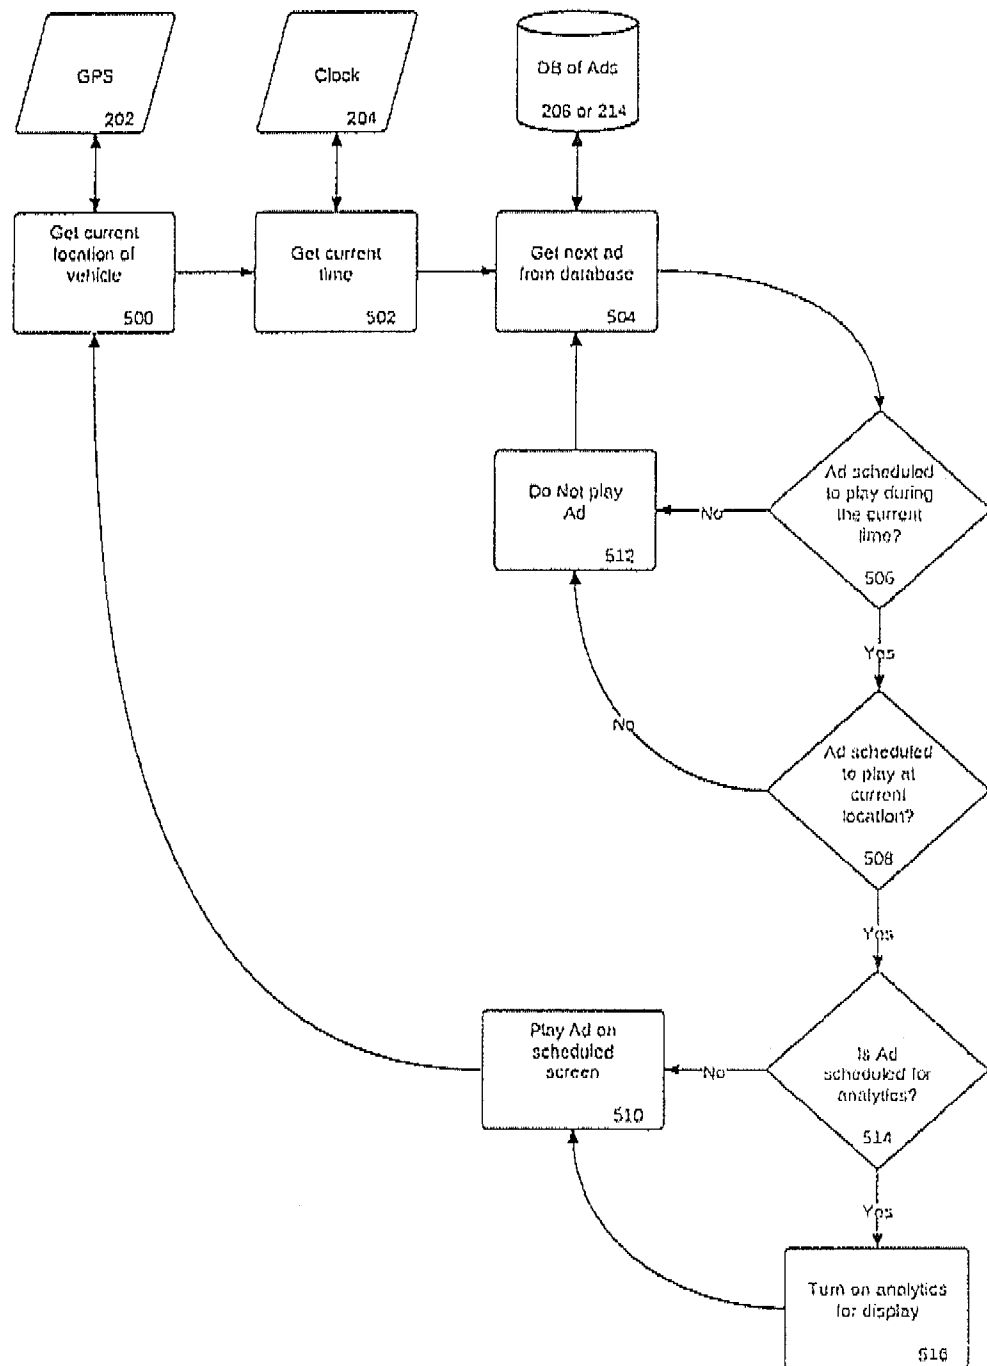 GPS
202
Clock
204
DB of Ads
206 or 214
Get current
location of
vehicle
500
Get current
time
502
Get next ad
from database
504
Ad scheduled
to play during
the current
time?
506
No
Do Not play
Ad
512
Yes
Ad scheduled
to play at
current
location?
508
No
Yes
Is Ad
scheduled for
analytics?
514
No
Play Ad on
scheduled
screen
510
Yes
Turn on analytics
for display
516